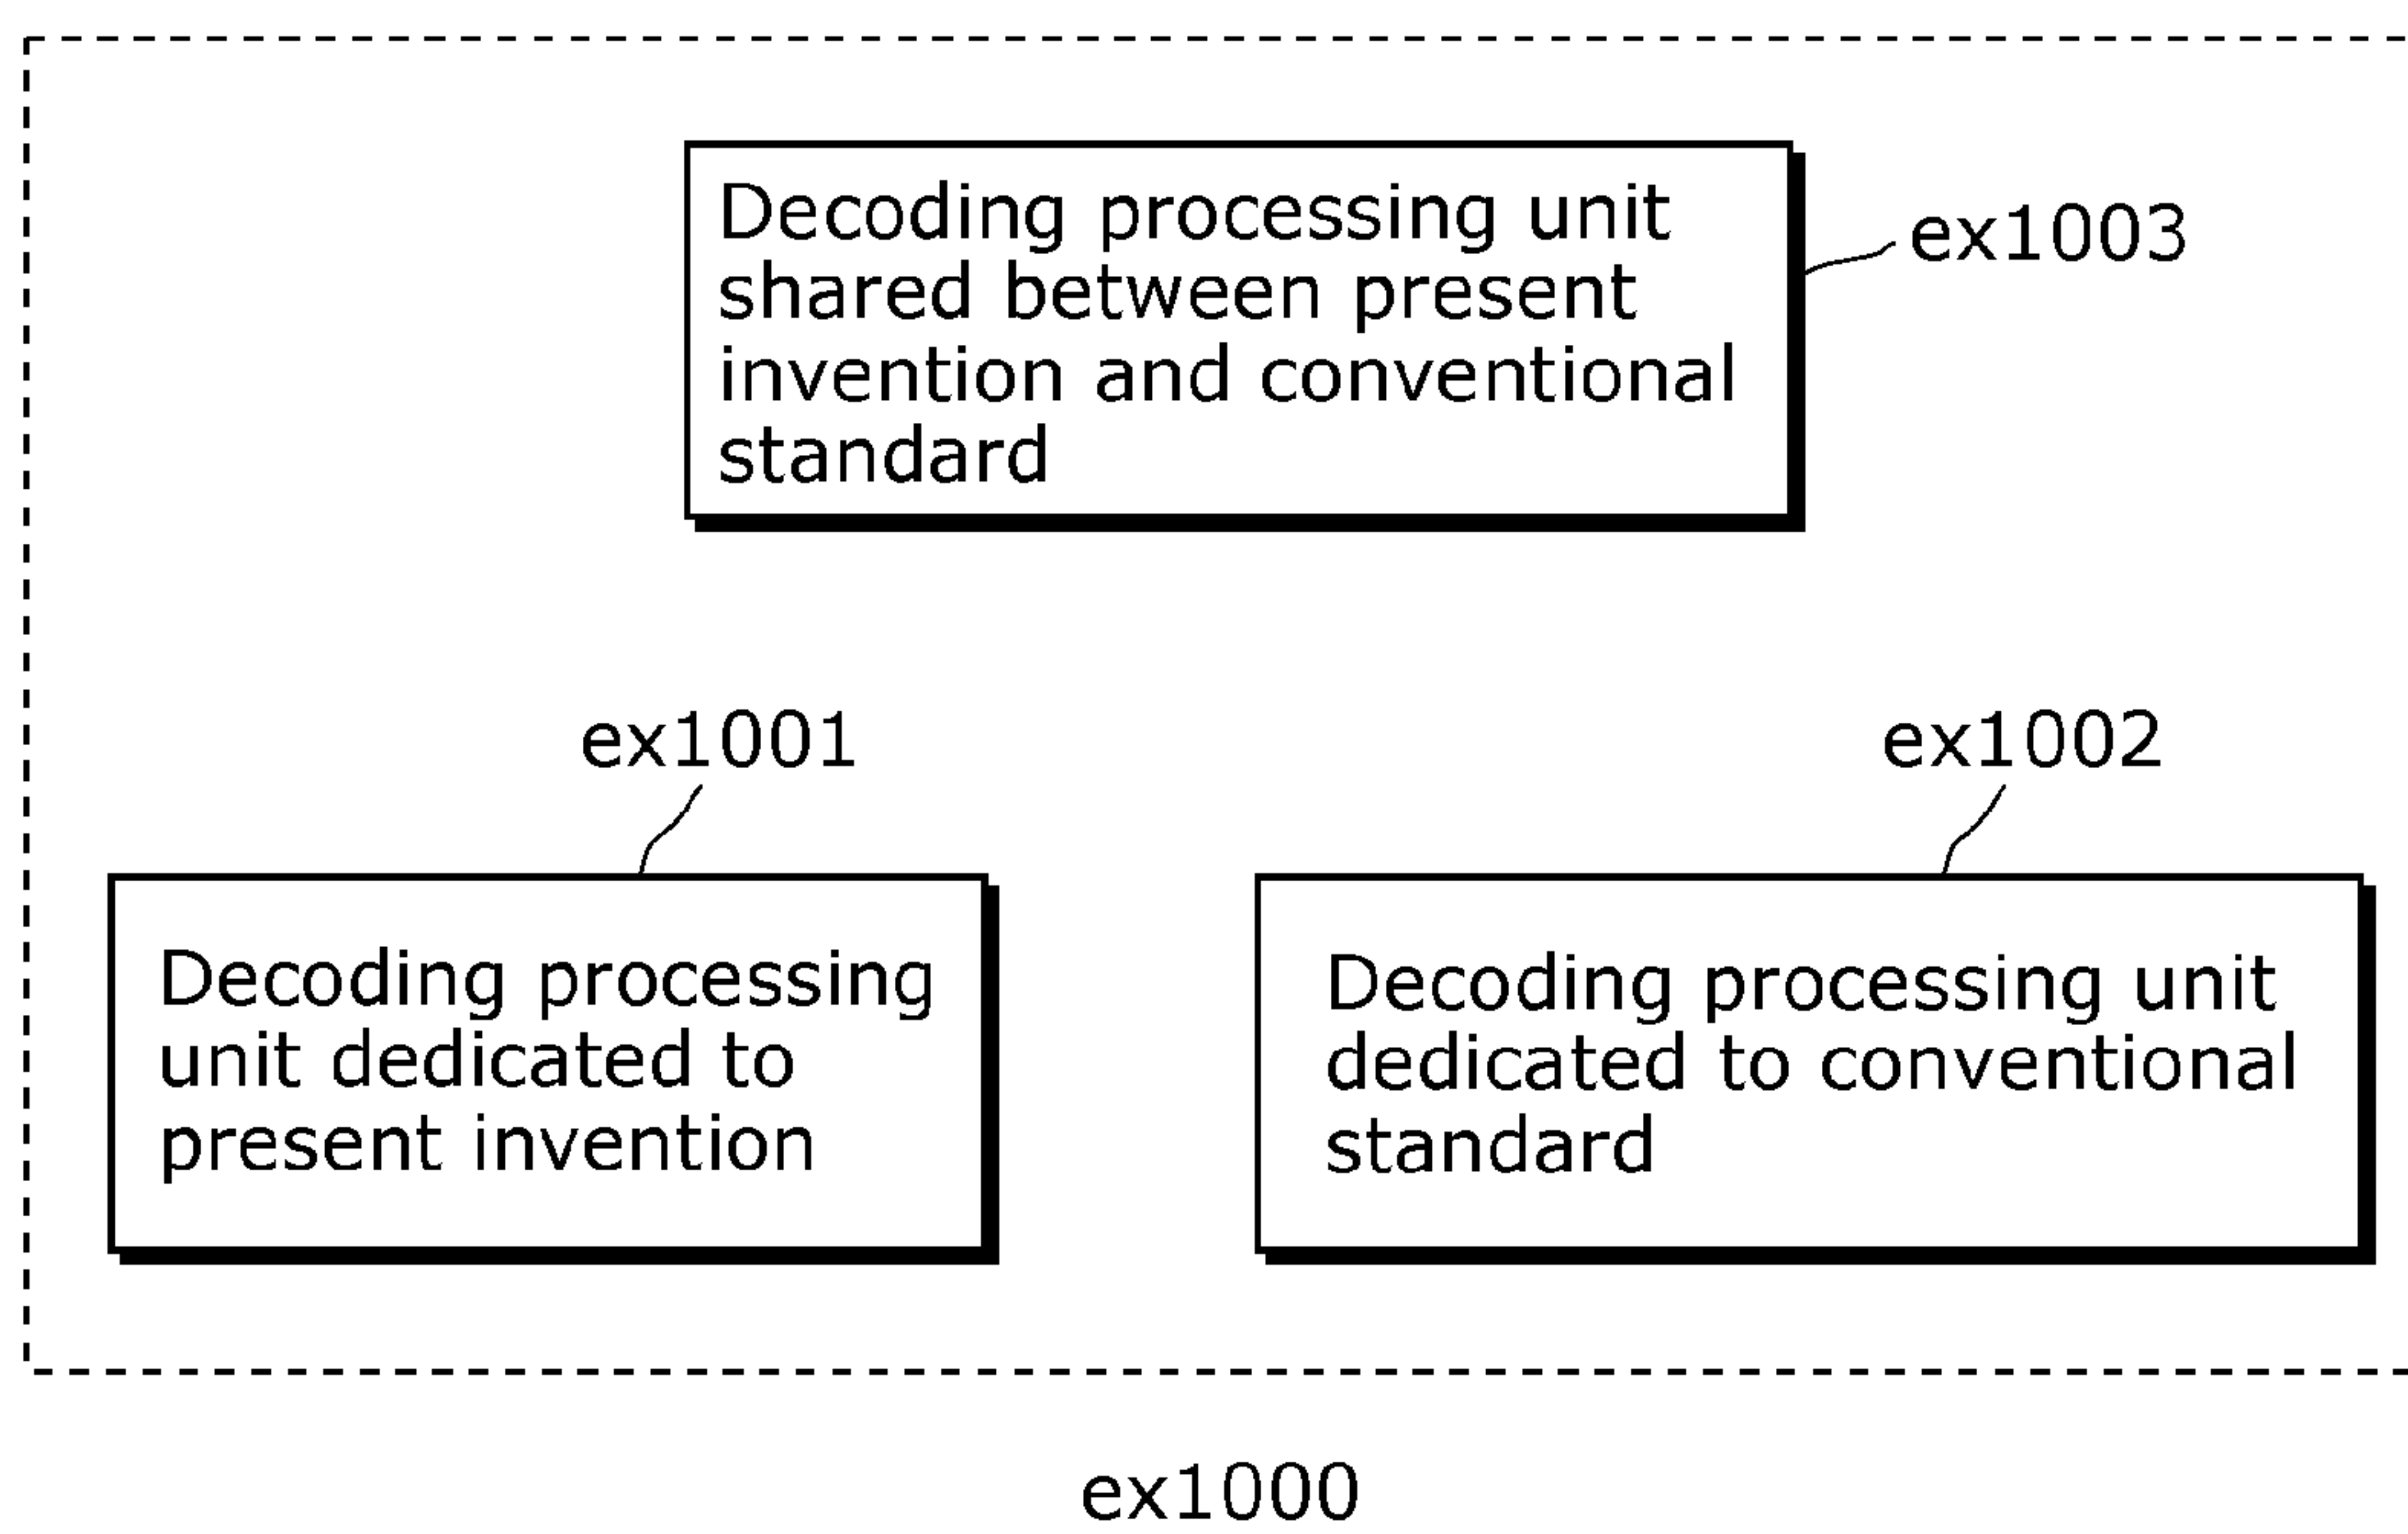 Decoding processing unit
shared between present
invention and conventional
standard
ex1003
ex1001
ex1002
Decoding processing
unit dedicated to
present invention
Decoding processing unit
dedicated to conventional
standard
ex1000